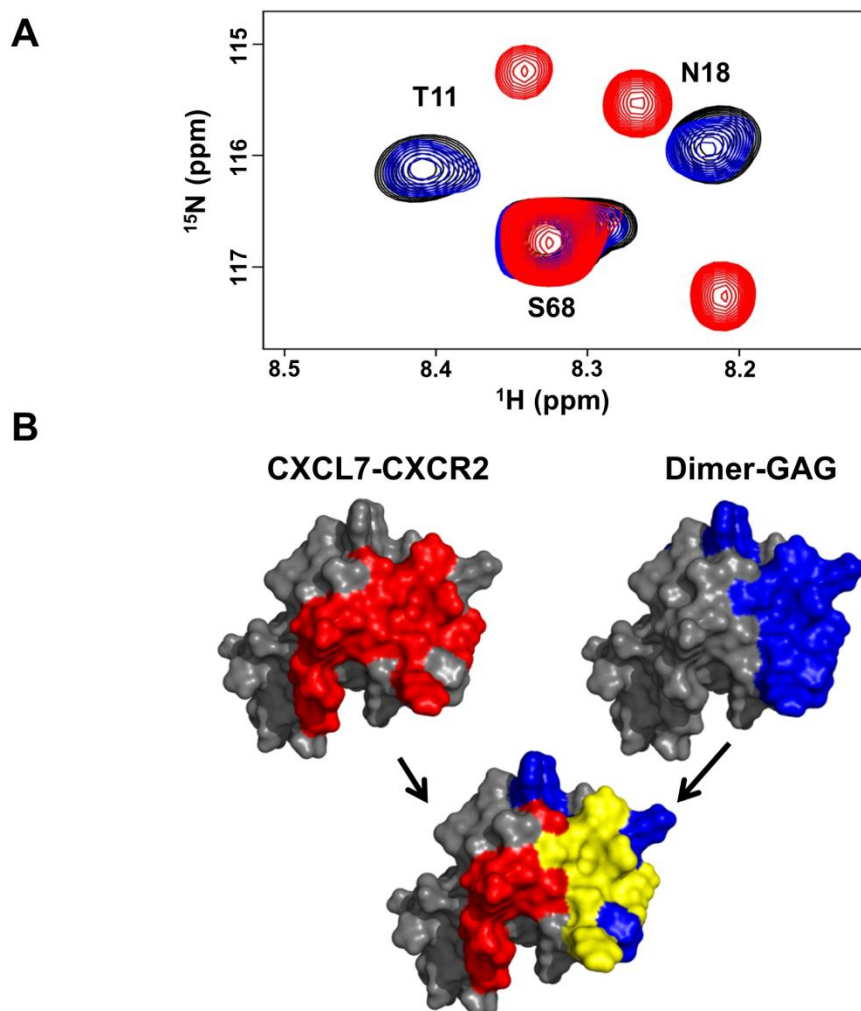 A
115
116
117
15N (ppm)
T11
N18
S68
8.5
8.4
8.3
8.2
1H (ppm)
B
CXCL7-CXCR2
Dimer-GAG